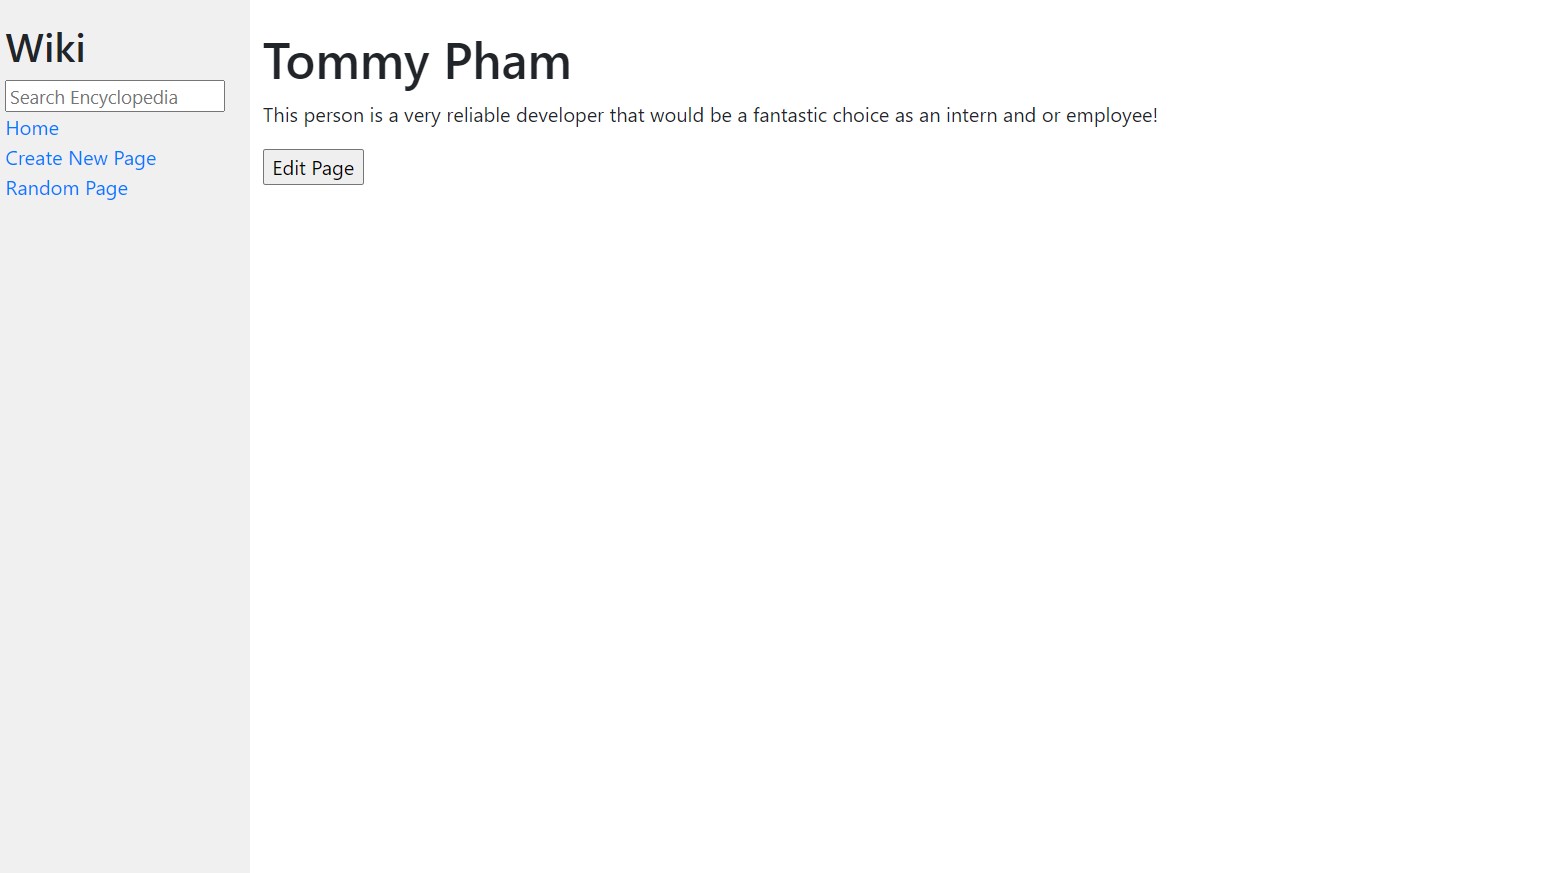 Wiki
Search Encyclopedia
Home
Create New Page
Random Page
Tommy Pham
This person is a very reliable developer that would be a fantastic choice as an intern and or employee!
Edit Page